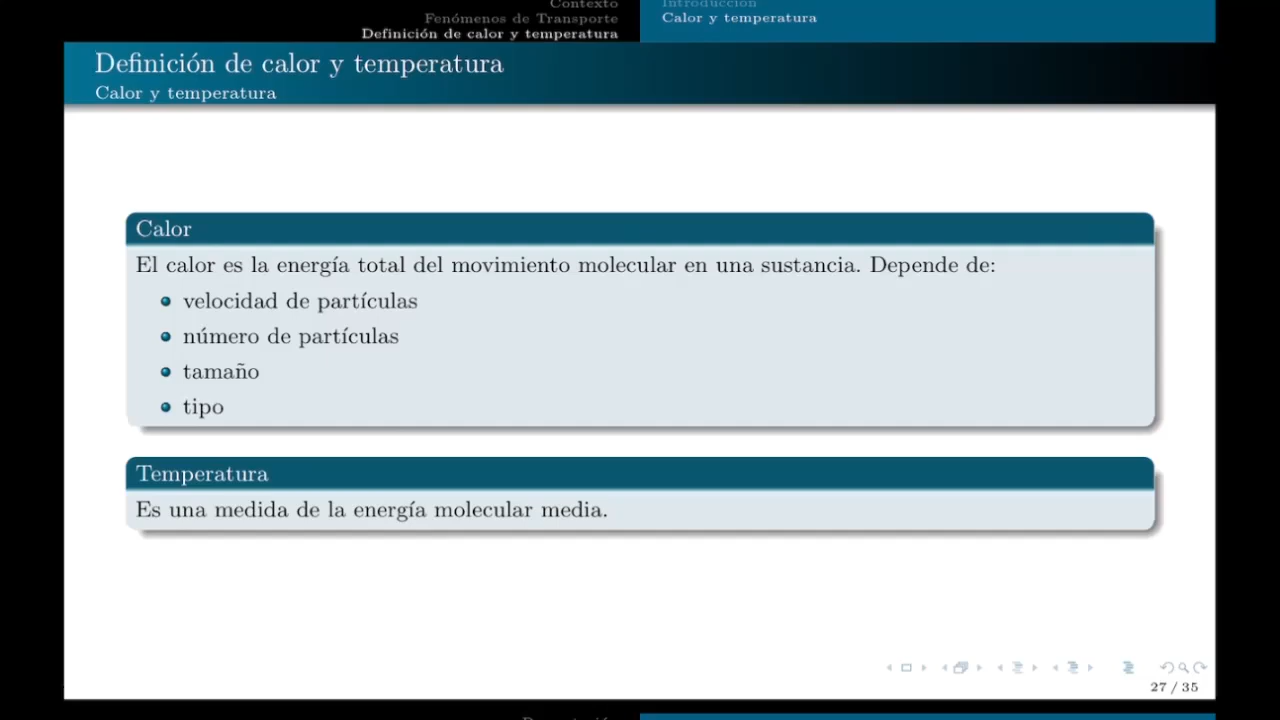 Contexto
Fenómenos de Transporte
Definición de calor y temperatura
Introducción
Calor y temperatura
Definición de calor y temperatura
Calor y temperatura
Calor
El calor es la energía total del movimiento molecular en una sustancia. Depende de:
velocidad de partículas
número de partículas
tamaño
tipo
Temperatura
Es una medida de la energía molecular media.
27 / 35